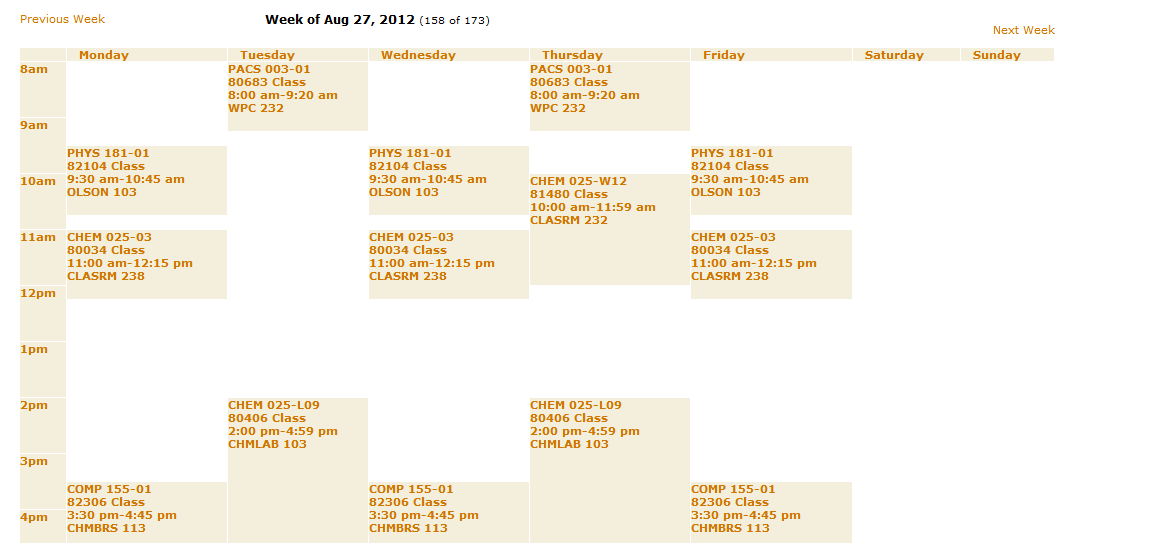 Previous Week
Week of Aug 27, 2012 (158 of 173)
Next Week
Monday Tuesday Wednesday Thursday Friday Saturday Sunday
8am
PACS 003-01
80683 Class
8:00 am-9:20 am
WPC 232
PACS 003-01
80683 Class
8:00 am-9:20 am
WPC 232
9am
PHYS 181-01
82104 Class
9:30 am-10:45 am
OLSON 103
PHYS 181-01
82104 Class
9:30 am-10:45 am
OLSON 103
PHYS 181-01
82104 Class
9:30 am-10:45 am
OLSON 103
10am
CHEM 025-W12
81480 Class
10:00 am-11:59 am
CLASRM 232
11am
CHEM 025-03
80034 Class
11:00 am-12:15 pm
CLASRM 238
CHEM 025-03
80034 Class
11:00 am-12:15 pm
CLASRM 238
CHEM 025-03
80034 Class
11:00 am-12:15 pm
CLASRM 238
12pm
1pm
2pm
CHEM 025-L09
80406 Class
2:00 pm-4:59 pm
CHMLAB 103
CHEM 025-L09
80406 Class
2:00 pm-4:59 pm
CHMLAB 103
3pm
COMP 155-01
82306 Class
3:30 pm-4:45 pm
CHMBRS 113
COMP 155-01
82306 Class
3:30 pm-4:45 pm
CHMBRS 113
COMP 155-01
82306 Class
3:30 pm-4:45 pm
CHMBRS 113
4pm